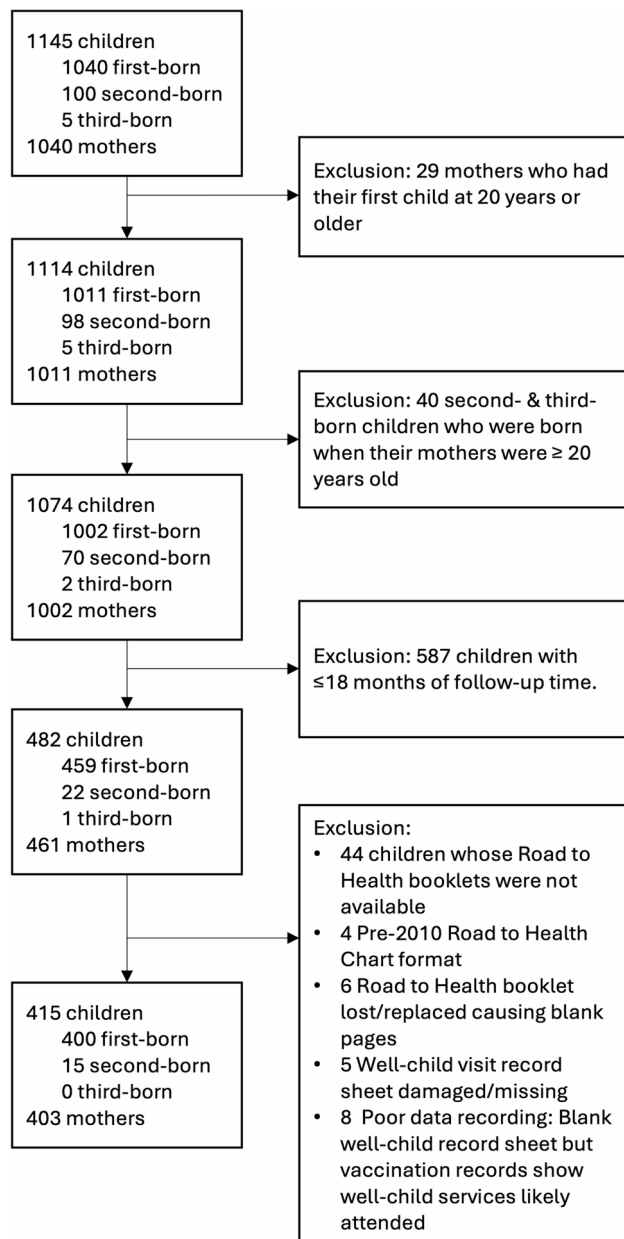 1145 children
1040 first-born
100 second-born
5 third-born
1040 mothers
Exclusion: 29 mothers who had
their first child at 20 years or
older
1114 children
1011 first-born
98 second-born
5 third-born
1011 mothers
Exclusion: 40 second- & third-
born children who were born
when their mothers were ≥ 20
years old
1074 children
1002 first-born
70 second-born
2 third-born
1002 mothers
Exclusion: 587 children with
≤18 months of follow-up time.
482 children
459 first-born
22 second-born
1 third-born
461 mothers
Exclusion:
• 44 children whose Road to
Health booklets were not
available
• 4 Pre-2010 Road to Health
Chart format
• 6 Road to Health booklet
lost/replaced causing blank
pages
• 5 Well-child visit record
sheet damaged/missing
• 8 Poor data recording: Blank
well-child record sheet but
vaccination records show
well-child services likely
attended
415 children
400 first-born
15 second-born
0 third-born
403 mothers